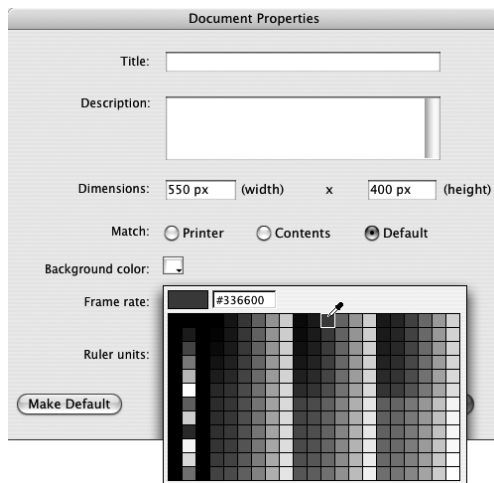 Document Properties
Title:
Description:
Dimensions: 550 px (width) x 400 px (height)
Match: Printer Contents Default
Background color:
Frame rate: #336600
Ruler units:
Make Default